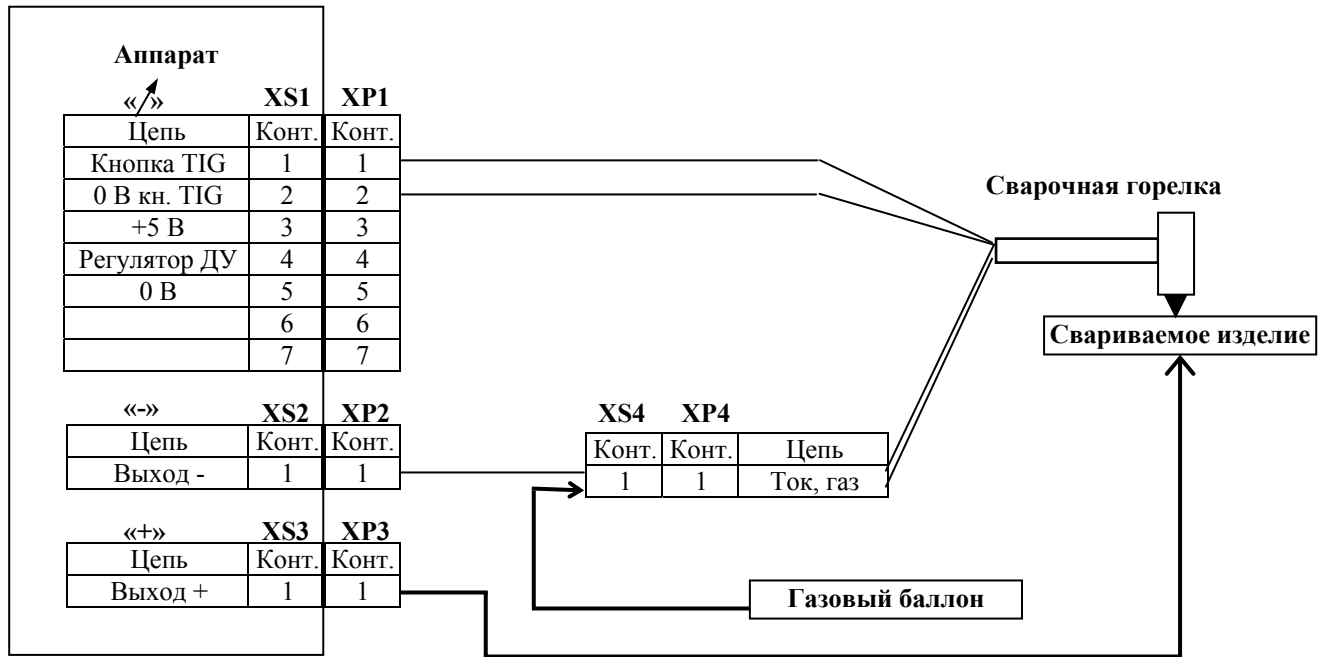 Аппарат
«↗» XS1 XP1
Цепь Конт. Конт.
Кнопка TIG 1 1
0 В кн. TIG 2 2
+5 В 3 3
Регулятор ДУ 4 4
0 В 5 5
6 6
7 7
Сварочная горелка
Свариваемое изделие
«-» XS2 XP2
Цепь Конт. Конт.
Выход - 1 1
XS4 XP4
Конт. Конт. Цепь
1 1 Ток, газ
«+» XS3 XP3
Цепь Конт. Конт.
Выход + 1 1
Газовый баллон